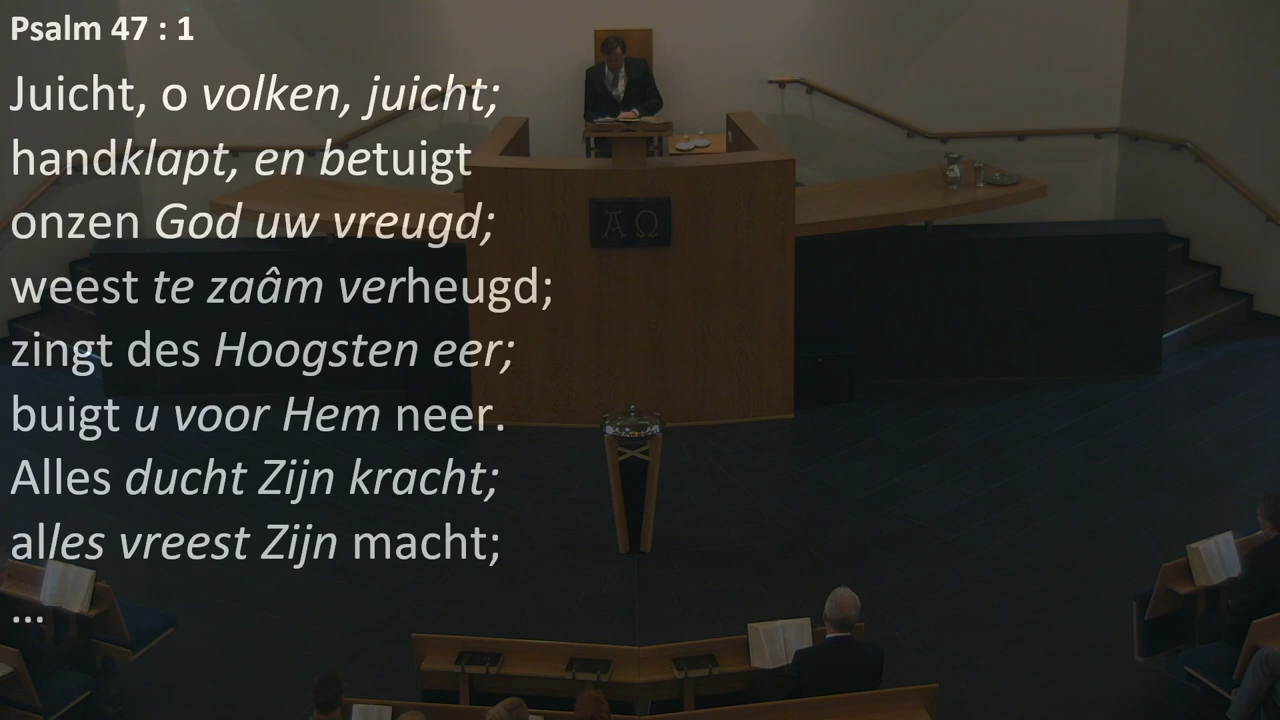 Psalm 47 : 1
Juicht, o volken, juicht;
handklapt, en betuigt
onzen God uw vreugd;
weest te zaâm verheugd;
zingt des Hoogsten eer;
buigt u voor Hem neer.
Alles ducht Zijn kracht;
alles vreest Zijn macht;
...
Α Ω